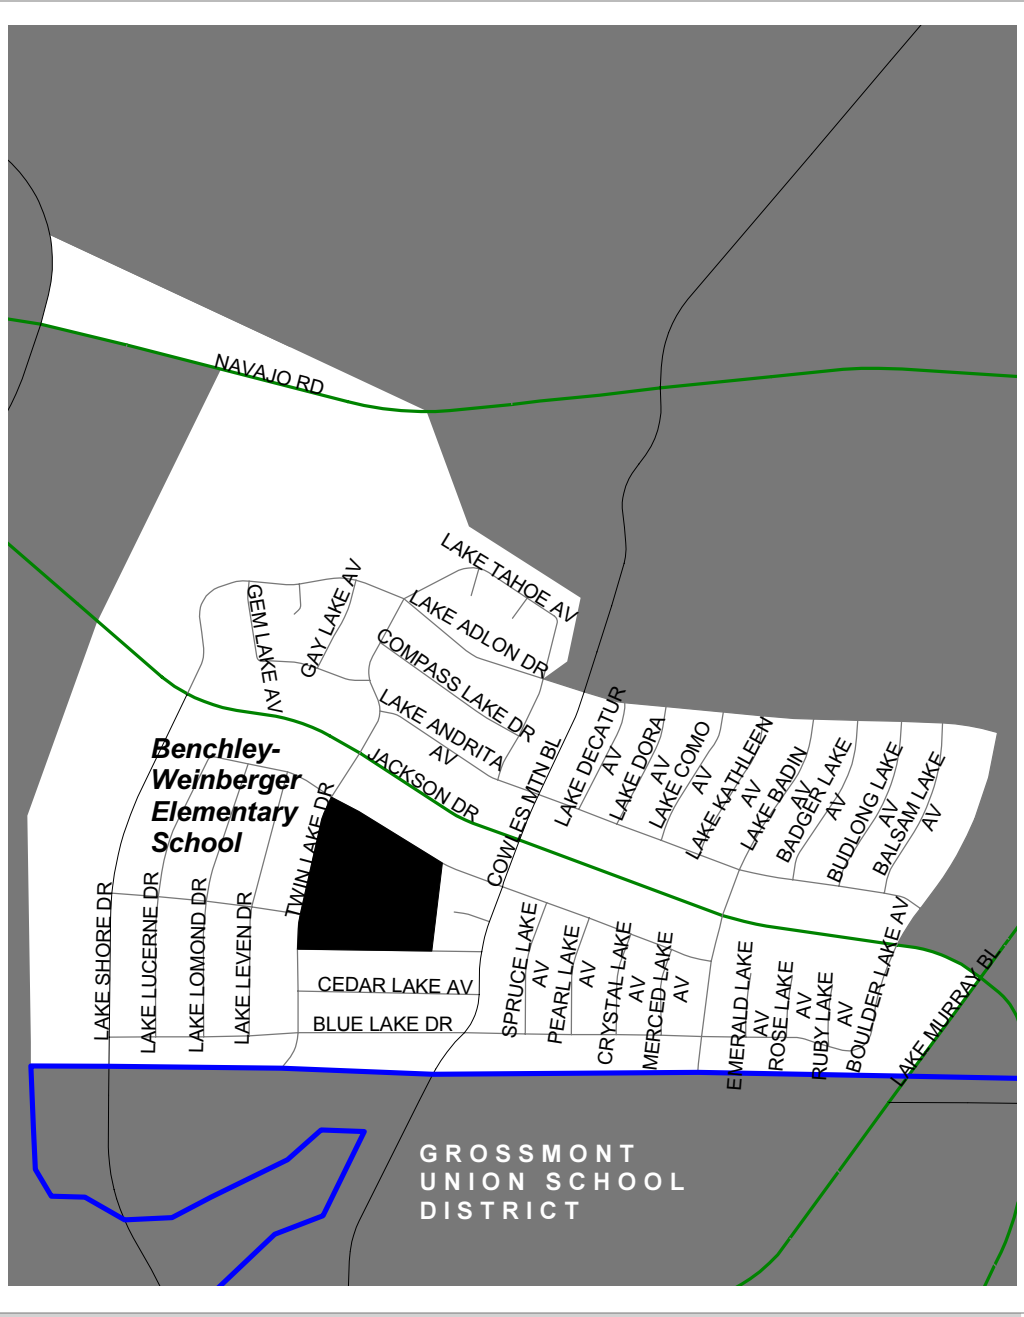 NAVAJO RD
LAKE TAHOE AV
GEM LAKE AV
GAY LAKE AV
LAKE ADLON DR
COMPASS LAKE DR
LAKE ANDRITA
AV
JACKSON DR
COWLES MTN BL
LAKE DECATUR
AV
LAKE DORA
AV
LAKE COMO
AV
LAKE KATHLEEN
AV
LAKE BADIN
AV
BADGER LAKE
AV
BUDLONG LAKE
AV
BALSAM LAKE
AV
Benchley-
Weinberger
Elementary
School
TWIN LAKE DR
LAKE SHORE DR
LAKE LUCERNE DR
LAKE LOMOND DR
LAKE LEVEN DR
CEDAR LAKE AV
BLUE LAKE DR
SPRUCE LAKE
AV
PEARL LAKE
AV
CRYSTAL LAKE
AV
MERCED LAKE
AV
EMERALD LAKE
AV
ROSE LAKE
AV
RUBY LAKE
AV
BOULDER LAKE AV
LAKE MURRAY BL
GROSSMONT
UNION SCHOOL
DISTRICT